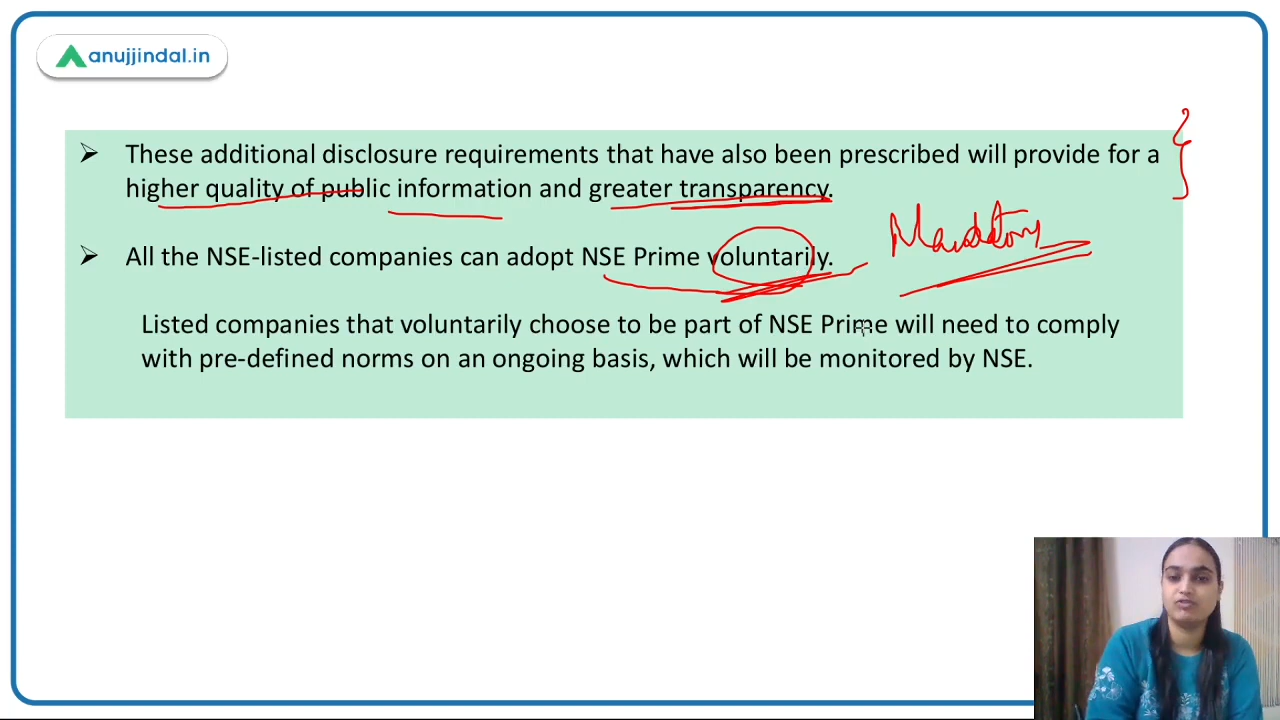 anujjindal.in
These additional disclosure requirements that have also been prescribed will provide for a
higher quality of public information and greater transparency.
Mandatory
All the NSE-listed companies can adopt NSE Prime voluntarily.
Listed companies that voluntarily choose to be part of NSE Prime will need to comply
with pre-defined norms on an ongoing basis, which will be monitored by NSE.